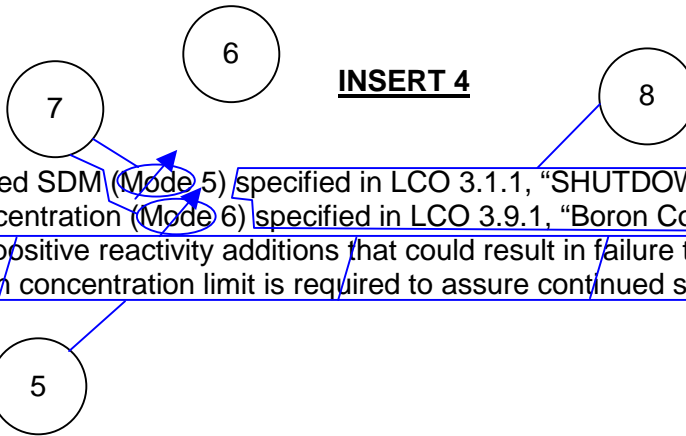 6
INSERT 4
7
8
ed SDM (Mode 5) specified in LCO 3.1.1, “SHUTDOW
centration (Mode 6) specified in LCO 3.9.1, “Boron Co
positive reactivity additions that could result in failure t
n concentration limit is required to assure continued s
5